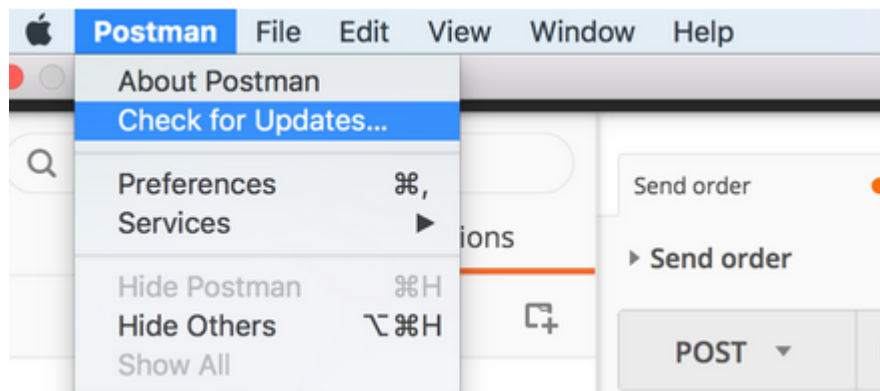 Postman File Edit View Window Help
About Postman
Check for Updates...
Preferences ⌘,
Services ▶
Hide Postman ⌘H
Hide Others ⌥⌘H
Show All
ions
Send order
Send order
POST